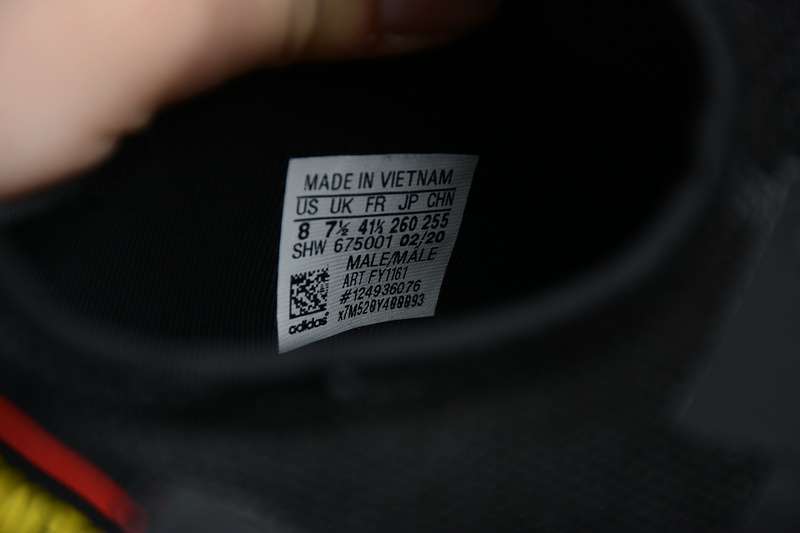 MADE IN VIETNAM
US UK FR JP CHN
8 7½ 41⅓ 260 255
SHW 675001 02/20
MALE/MALE
ART FY1161
#124936076
adidas